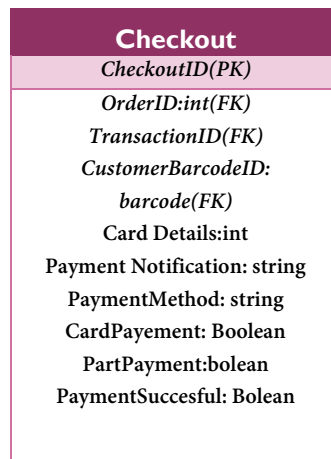 Checkout
CheckoutID(PK)
OrderID:int(FK)
TransactionID(FK)
CustomerBarcodeID:
barcode(FK)
Card Details:int
Payment Notification: string
PaymentMethod: string
CardPayement: Boolean
PartPayment:bolean
PaymentSuccesful: Bolean